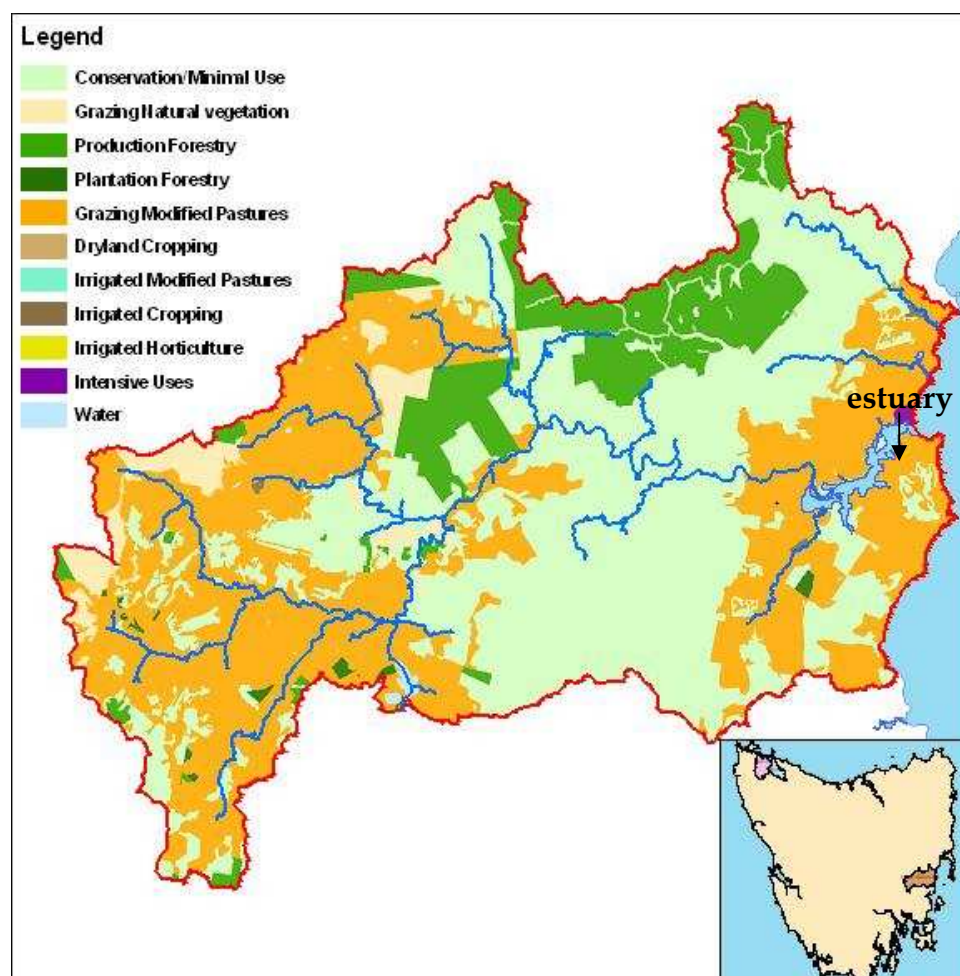 Legend
Conservation/Minimal Use
Grazing Natural vegetation
Production Forestry
Plantation Forestry
Grazing Modified Pastures
Dryland Cropping
Irrigated Modified Pastures
Irrigated Cropping
Irrigated Horticulture
Intensive Uses
Water
estuary